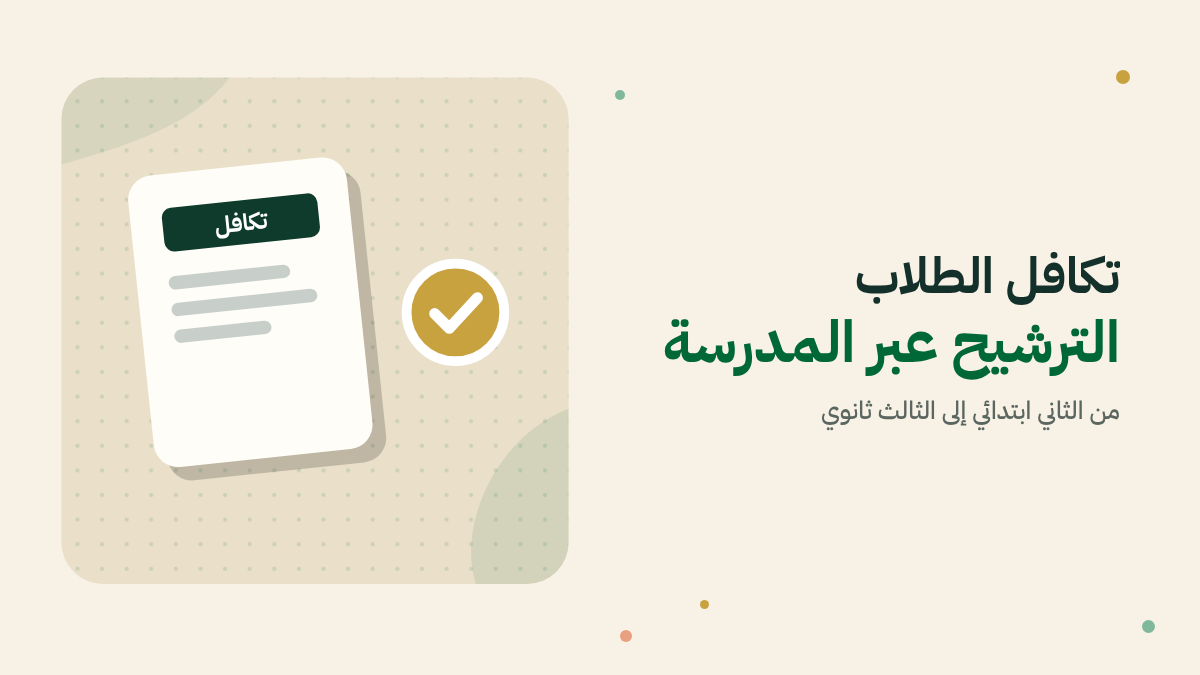 تكافل الطلاب
الترشيح عبر المدرسة
من الثاني ابتدائي إلى الثالث ثانوي
تكافل